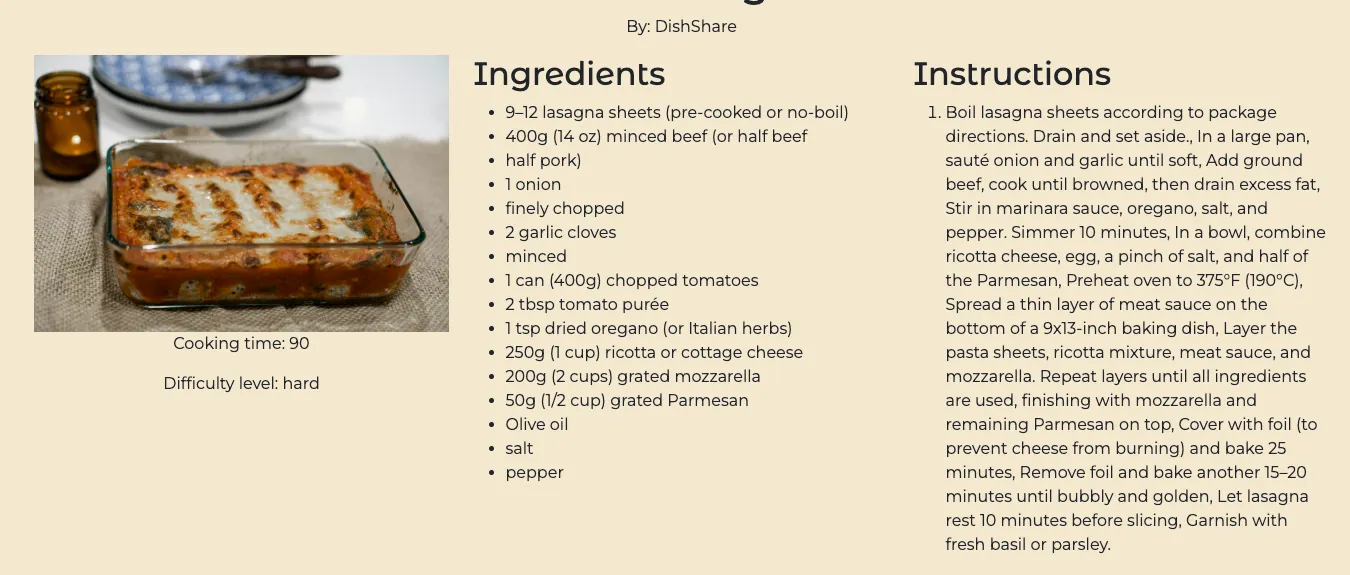 By: DishShare
Cooking time: 90
Difficulty level: hard
Ingredients
• 9–12 lasagna sheets (pre-cooked or no-boil)
• 400g (14 oz) minced beef (or half beef
• half pork)
• 1 onion
• finely chopped
• 2 garlic cloves
• minced
• 1 can (400g) chopped tomatoes
• 2 tbsp tomato purée
• 1 tsp dried oregano (or Italian herbs)
• 250g (1 cup) ricotta or cottage cheese
• 200g (2 cups) grated mozzarella
• 50g (1/2 cup) grated Parmesan
• Olive oil
• salt
• pepper
Instructions
1. Boil lasagna sheets according to package
directions. Drain and set aside., In a large pan,
sauté onion and garlic until soft, Add ground
beef, cook until browned, then drain excess fat,
Stir in marinara sauce, oregano, salt, and
pepper. Simmer 10 minutes, In a bowl, combine
ricotta cheese, egg, a pinch of salt, and half of
the Parmesan, Preheat oven to 375°F (190°C),
Spread a thin layer of meat sauce on the
bottom of a 9x13-inch baking dish, Layer the
pasta sheets, ricotta mixture, meat sauce, and
mozzarella. Repeat layers until all ingredients
are used, finishing with mozzarella and
remaining Parmesan on top, Cover with foil (to
prevent cheese from burning) and bake 25
minutes, Remove foil and bake another 15–20
minutes until bubbly and golden, Let lasagna
rest 10 minutes before slicing, Garnish with
fresh basil or parsley.